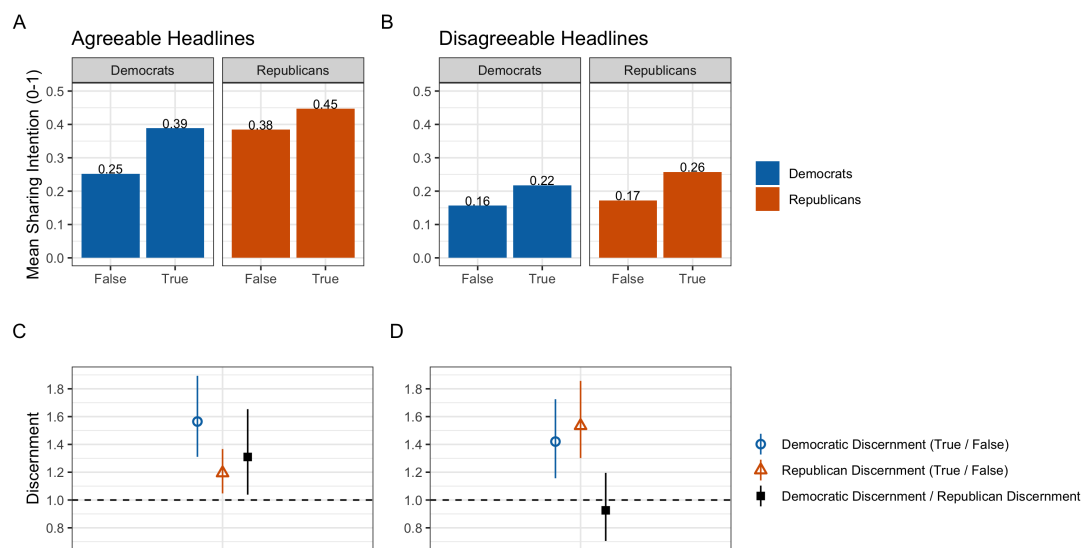 A
B
Agreeable Headlines
Disagreeable Headlines
Democrats
Republicans
Democrats
Republicans
Mean Sharing Intention (0-1)
0.5
0.4
0.3
0.2
0.1
0.0
0.25
0.39
0.38
0.45
False
True
False
True
0.5
0.4
0.3
0.2
0.1
0.0
0.16
0.22
0.17
0.26
False
True
False
True
Democrats
Republicans
C
D
Discernment
1.8
1.6
1.4
1.2
1.0
0.8
1.8
1.6
1.4
1.2
1.0
0.8
Democratic Discernment (True / False)
Republican Discernment (True / False)
Democratic Discernment / Republican Discernment